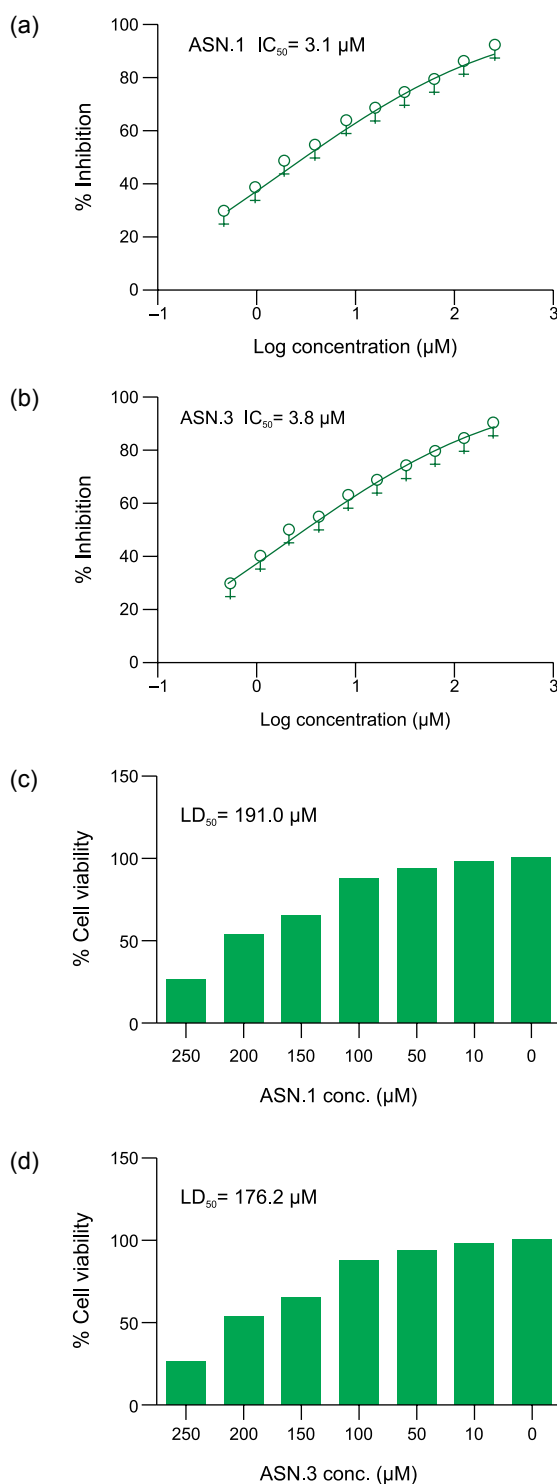 (a)
ASN.1 IC₅₀= 3.1 µM
100
80
60
40
20
0
% Inhibition
–1 0 1 2 3
Log concentration (µM)
(b)
ASN.3 IC₅₀= 3.8 µM
100
80
60
40
20
0
% Inhibition
–1 0 1 2 3
Log concentration (µM)
(c)
LD₅₀= 191.0 µM
150
100
50
0
% Cell viability
250 200 150 100 50 10 0
ASN.1 conc. (µM)
(d)
LD₅₀= 176.2 µM
150
100
50
0
% Cell viability
250 200 150 100 50 10 0
ASN.3 conc. (µM)